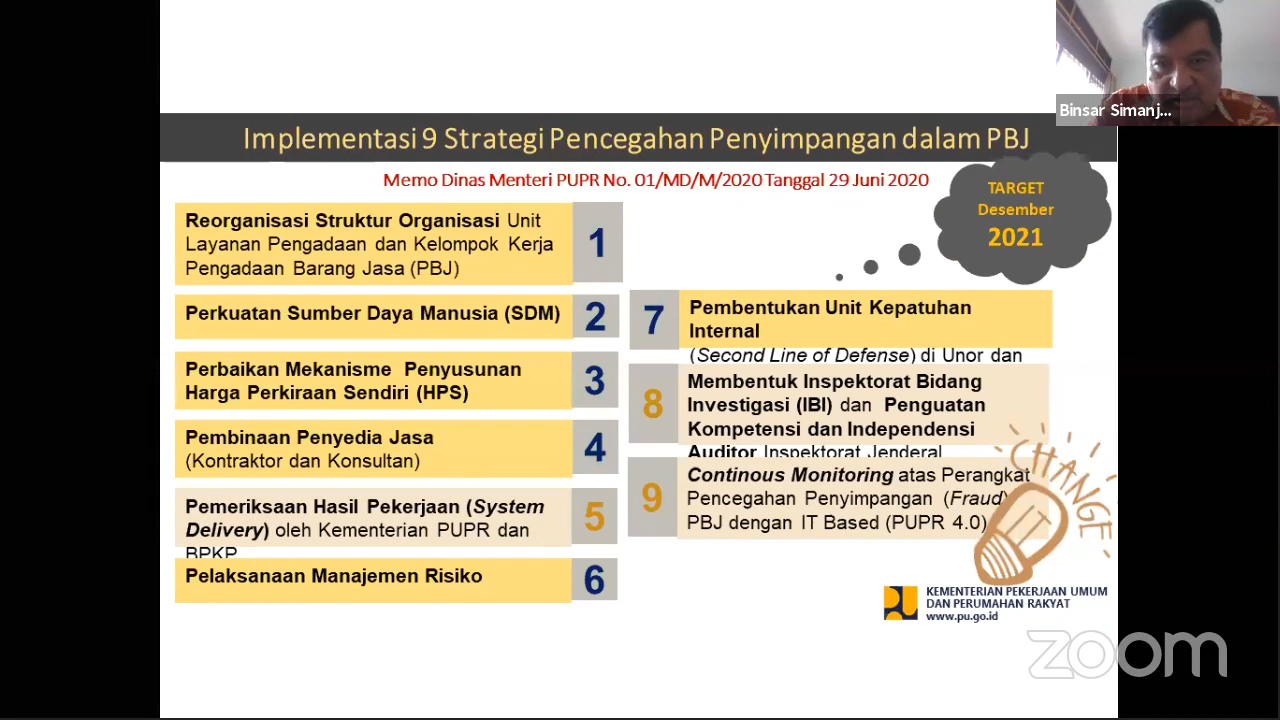 Binsar Simanj...
Implementasi 9 Strategi Pencegahan Penyimpangan dalam PBJ
Memo Dinas Menteri PUPR No. 01/MD/M/2020 Tanggal 29 Juni 2020
TARGET
Desember
2021
Reorganisasi Struktur Organisasi Unit
Layanan Pengadaan dan Kelompok Kerja
Pengadaan Barang Jasa (PBJ)
1
Perkuatan Sumber Daya Manusia (SDM)
2
Perbaikan Mekanisme Penyusunan
Harga Perkiraan Sendiri (HPS)
3
Pembinaan Penyedia Jasa
(Kontraktor dan Konsultan)
4
Pemeriksaan Hasil Pekerjaan (System
Delivery) oleh Kementerian PUPR dan
BPKP
5
Pelaksanaan Manajemen Risiko
6
7
Pembentukan Unit Kepatuhan
Internal
(Second Line of Defense) di Unor dan
8
Membentuk Inspektorat Bidang
Investigasi (IBI) dan Penguatan
Kompetensi dan Independensi
Auditor Inspektorat Jenderal
9
Continous Monitoring atas Perangkat
Pencegahan Penyimpangan (Fraud)
PBJ dengan IT Based (PUPR 4.0)
CHANGE
KEMENTERIAN PEKERJAAN UMUM
DAN PERUMAHAN RAKYAT
www.pu.go.id
zoom